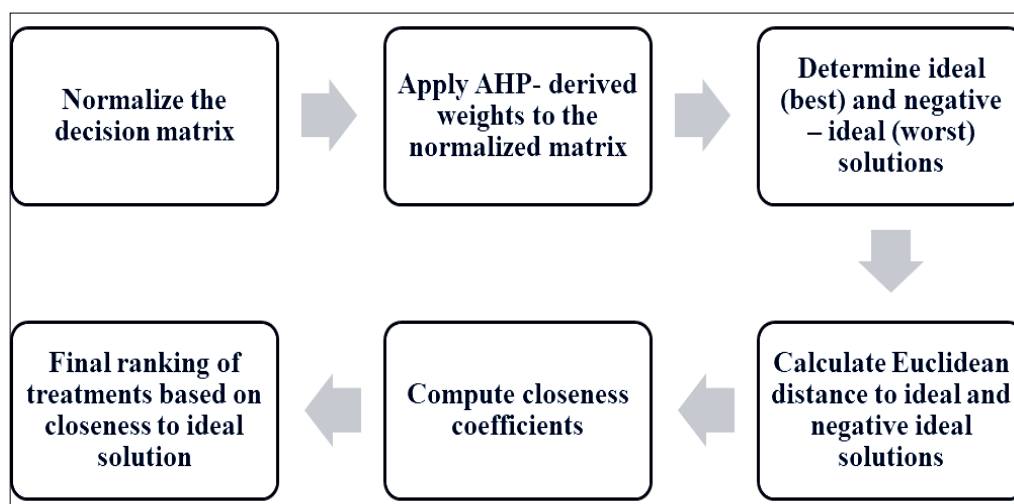 Normalize the
decision matrix
Apply AHP- derived
weights to the
normalized matrix
Determine ideal
(best) and negative
– ideal (worst)
solutions
Calculate Euclidean
distance to ideal and
negative ideal
solutions
Compute closeness
coefficients
Final ranking of
treatments based on
closeness to ideal
solution